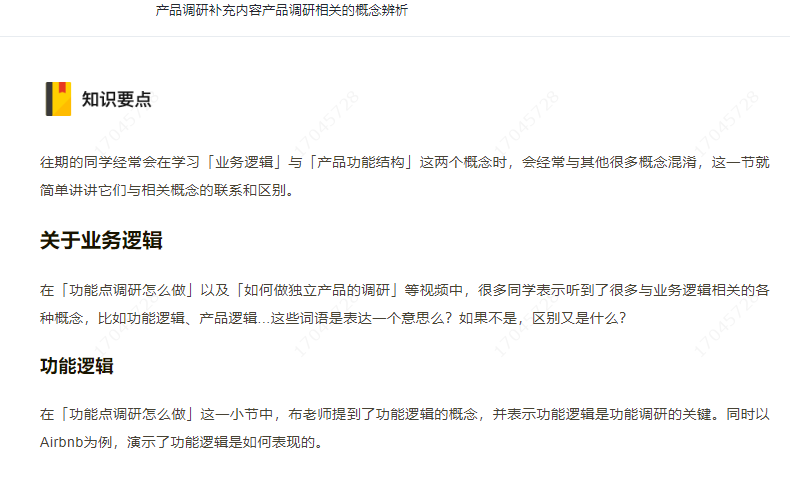 产品调研补充内容产品调研相关的概念辨析
知识要点
往期的同学经常会在学习「业务逻辑」与「产品功能结构」这两个概念时，会经常与其他很多概念混淆，这一节就
简单讲讲它们与相关概念的联系和区别。
关于业务逻辑
在「功能点调研怎么做」以及「如何做独立产品的调研」等视频中，很多同学表示听到了很多与业务逻辑相关的各
种概念，比如功能逻辑、产品逻辑…这些词语是表达一个意思么？如果不是，区别又是什么？
功能逻辑
在「功能点调研怎么做」这一小节中，布老师提到了功能逻辑的概念，并表示功能逻辑是功能调研的关键。同时以
Airbnb为例，演示了功能逻辑是如何表现的。
17045728
17045728
17045728
17045728
17045728
17045728
17045728
17045728